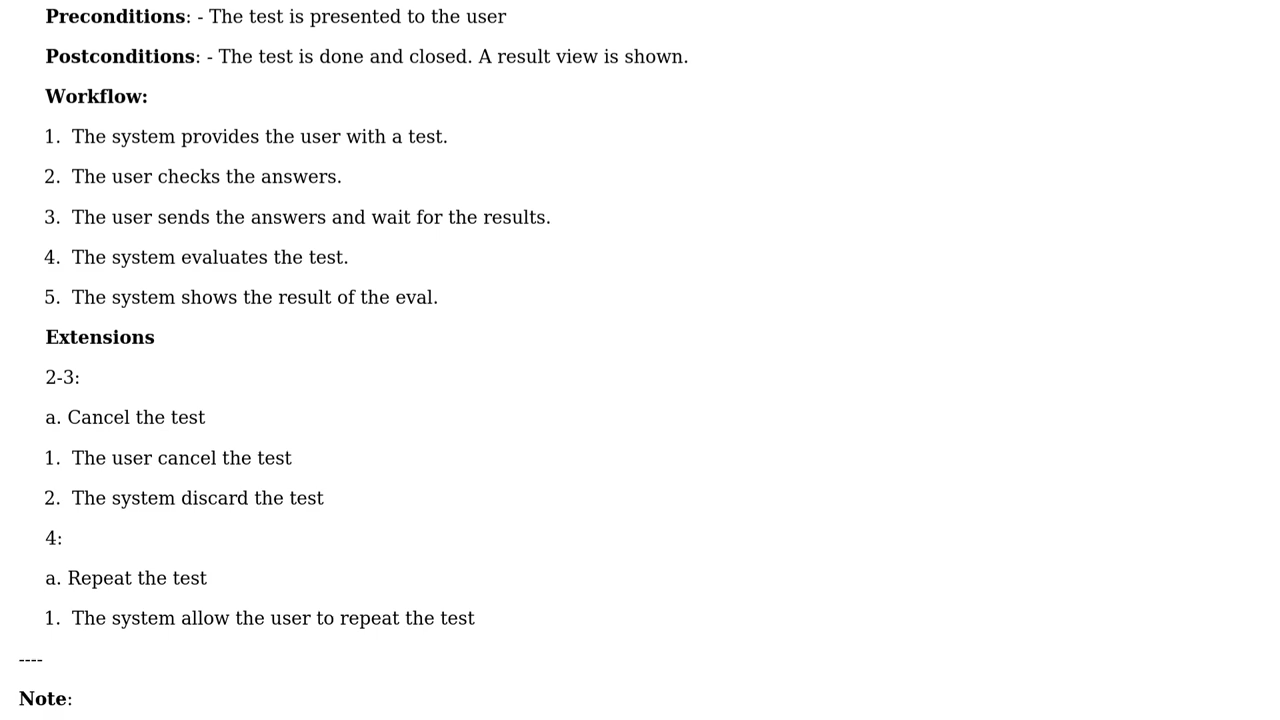 Preconditions: - The test is presented to the user
Postconditions: - The test is done and closed. A result view is shown.
Workflow:
1. The system provides the user with a test.
2. The user checks the answers.
3. The user sends the answers and wait for the results.
4. The system evaluates the test.
5. The system shows the result of the eval.
Extensions
2-3:
a. Cancel the test
1. The user cancel the test
2. The system discard the test
4:
a. Repeat the test
1. The system allow the user to repeat the test
----
Note: